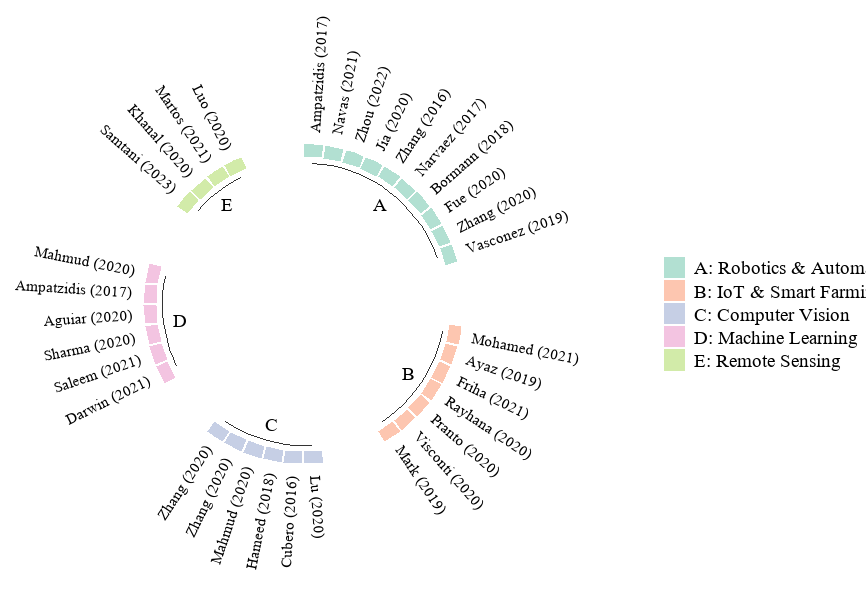 Ampatzidis (2017)
Navas (2021)
Zhou (2022)
Jia (2020)
Zhang (2016)
Narvaez (2017)
Bormann (2018)
Fue (2020)
Zhang (2020)
Vasconez (2019)
A
Mohamed (2021)
Ayaz (2019)
Friha (2021)
Rayhana (2020)
Pranto (2020)
Visconti (2020)
Mark (2019)
B
Lu (2020)
Cubero (2016)
Hameed (2018)
Mahmud (2020)
Zhang (2020)
Zhang (2020)
C
Darwin (2021)
Saleem (2021)
Sharma (2020)
Aguiar (2020)
Ampatzidis (2017)
Mahmud (2020)
D
Samtani (2023)
Khanal (2020)
Martos (2021)
Luo (2020)
E
A: Robotics & Autom
B: IoT & Smart Farmi
C: Computer Vision
D: Machine Learning
E: Remote Sensing